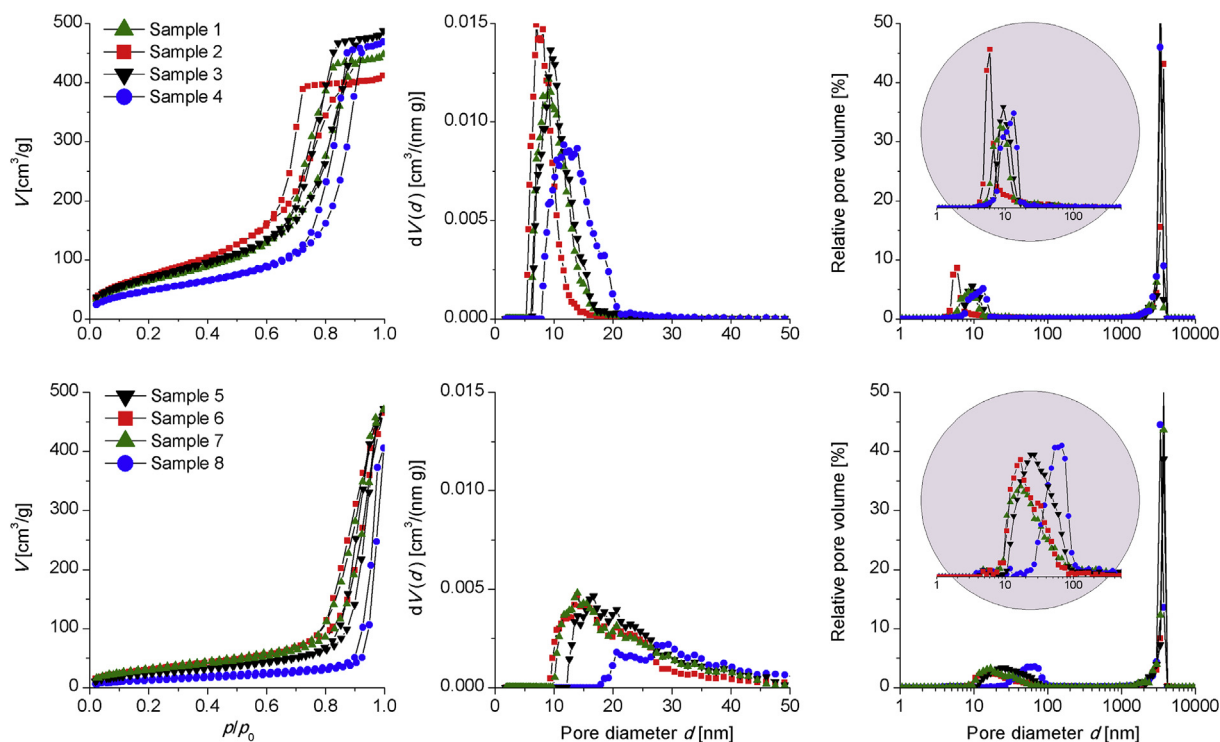 500
400
300
200
100
0
V[cm³/g]
Sample 1
Sample 2
Sample 3
Sample 4
0.0 0.2 0.4 0.6 0.8 1.0
0.015
0.010
0.005
0.000
dV(d) [cm³/(nm g)]
0 10 20 30 40 50
50
40
30
20
10
0
Relative pore volume [%]
1 10 100
1 10 100 1000 10000
500
400
300
200
100
0
V[cm³/g]
Sample 5
Sample 6
Sample 7
Sample 8
0.0 0.2 0.4 0.6 0.8 1.0
p/p₀
0.015
0.010
0.005
0.000
dV(d) [cm³/(nm g)]
0 10 20 30 40 50
Pore diameter d [nm]
50
40
30
20
10
0
Relative pore volume [%]
1 10 100
1 10 100 1000 10000
Pore diameter d [nm]